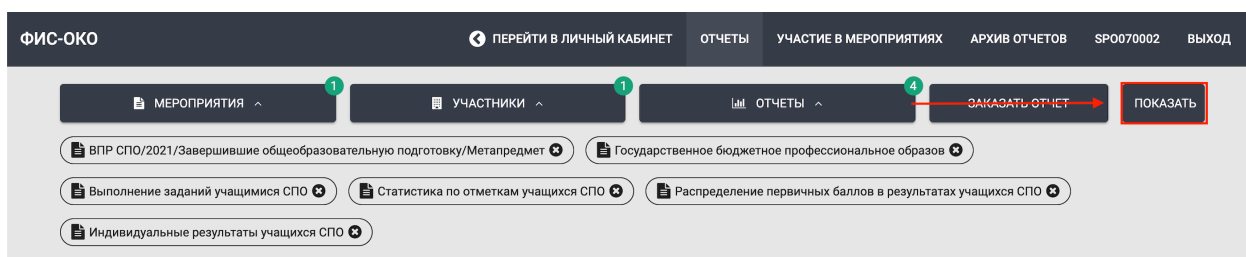 ФИС-ОКО ПЕРЕЙТИ В ЛИЧНЫЙ КАБИНЕТ ОТЧЕТЫ УЧАСТИЕ В МЕРОПРИЯТИЯХ АРХИВ ОТЧЕТОВ SPO070002 ВЫХОД
МЕРОПРИЯТИЯ 1 УЧАСТНИКИ 1 ОТЧЕТЫ 4 ЗАКАЗАТЬ ОТЧЕТ ПОКАЗАТЬ
ВПР СПО/2021/Завершившие общеобразовательную подготовку/Метапредмет Государственное бюджетное профессиональное образов
Выполнение заданий учащимися СПО Статистика по отметкам учащихся СПО Распределение первичных баллов в результатах учащихся СПО
Индивидуальные результаты учащихся СПО